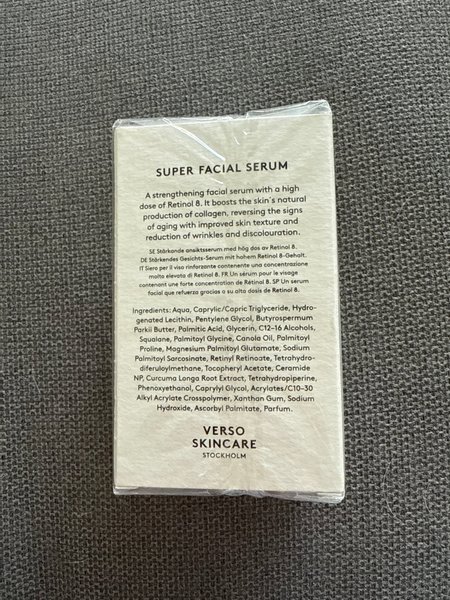 SUPER FACIAL SERUM
A strengthening facial serum with a high
dose of Retinol 8. It boosts the skin´s natural
production of collagen, reversing the signs
of aging with improved skin texture and
reduction of wrinkles and discolouration.
SE Stärkande ansiktsserum med hög dos av Retinol 8.
DE Stärkendes Gesichts-Serum mit hohem Retinol 8-Gehalt.
IT Siero per il viso rinforzante contenente una concentrazione
molto elevata di Retinol 8. FR Un sérum pour le visage
contenant une forte concentration de Retinol 8. SP Un serum
facial que refuerza gracias a su alta dosis de Retinol 8.
Ingredients: Aqua, Caprylic/Capric Triglyceride, Hydro-
genated Lecithin, Pentylene Glycol, Butyrospermum
Parkii Butter, Palmitic Acid, Glycerin, C12-16 Alcohols,
Squalane, Palmitoyl Glycine, Canola Oil, Palmitoyl
Proline, Magnesium Palmitoyl Glutamate, Sodium
Palmitoyl Sarcosinate, Retinyl Retinoate, Tetrahydro-
diferuloylmethane, Tocopheryl Acetate, Ceramide
NP, Curcuma Longa Root Extract, Tetrahydropiperine,
Phenoxyethanol, Caprylyl Glycol, Acrylates/C10-30
Alkyl Acrylate Crosspolymer, Xanthan Gum, Sodium
Hydroxide, Ascorbyl Palmitate, Parfum.
VERSO
SKINCARE
STOCKHOLM